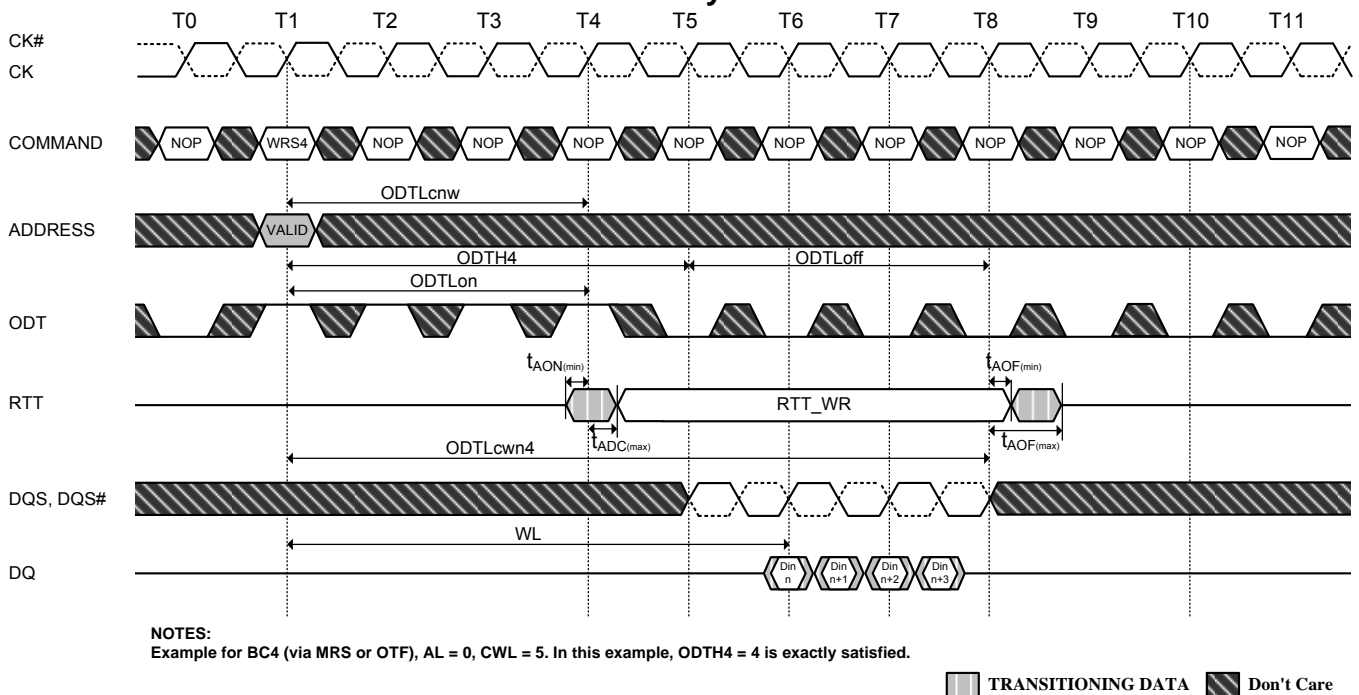 T0 T1 T2 T3 T4 T5 T6 T7 T8 T9 T10 T11
CK#
CK
COMMAND NOP WRS4 NOP NOP NOP NOP NOP NOP NOP NOP NOP NOP
ODTLcnw
ADDRESS VALID
ODTH4 ODTLoff
ODTLon
ODT
tAON(min) tAOF(min)
RTT RTT_WR
tADC(max) tAOF(max)
ODTLcwn4
DQS, DQS#
WL
DQ Din n Din n+1 Din n+2 Din n+3
NOTES:
Example for BC4 (via MRS or OTF), AL = 0, CWL = 5. In this example, ODTH4 = 4 is exactly satisfied.
TRANSITIONING DATA Don't Care